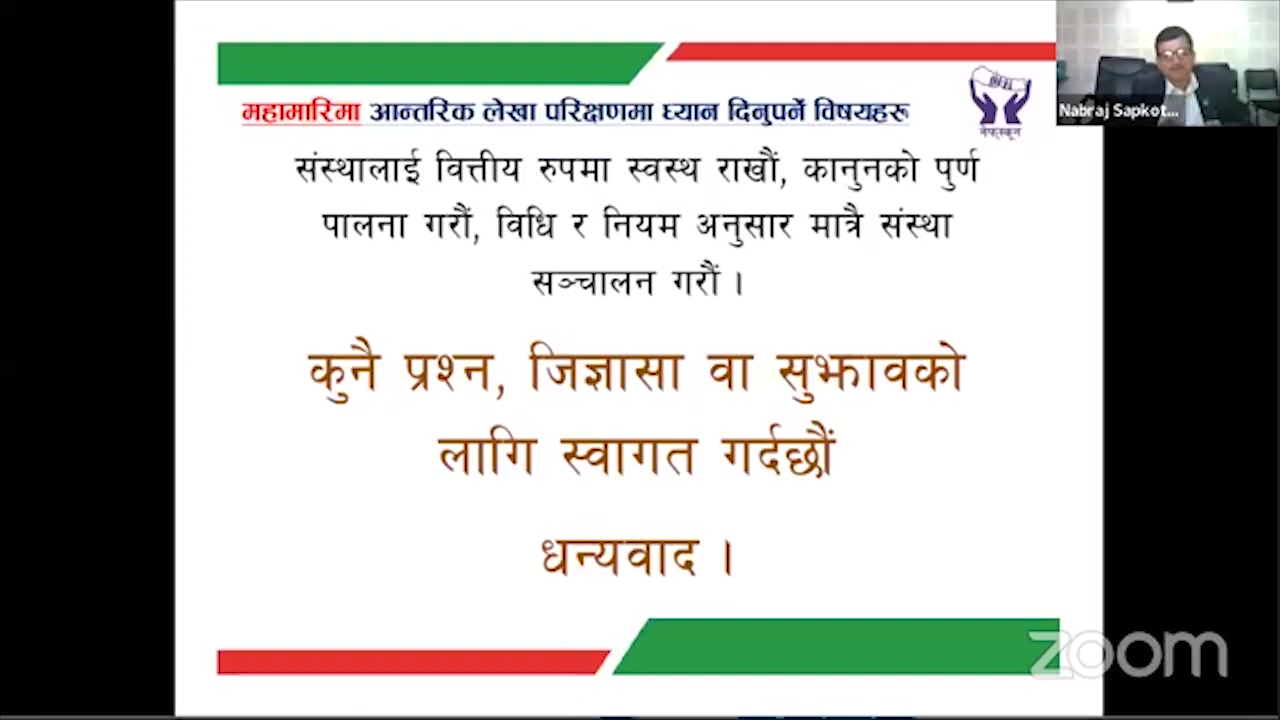 महामारिमा आन्तरिक लेखा परिक्षणमा ध्यान दिनुपर्ने विषयहरू
नेफ्स्कून
Nabraj Sapkot...
संस्थालाई वित्तीय रुपमा स्वस्थ राखौं, कानुनको पुर्ण
पालना गरौं, विधि र नियम अनुसार मात्रै संस्था
सञ्चालन गरौं ।
कुनै प्रश्न, जिज्ञासा वा सुझावको
लागि स्वागत गर्दछौं
धन्यवाद ।
zoom